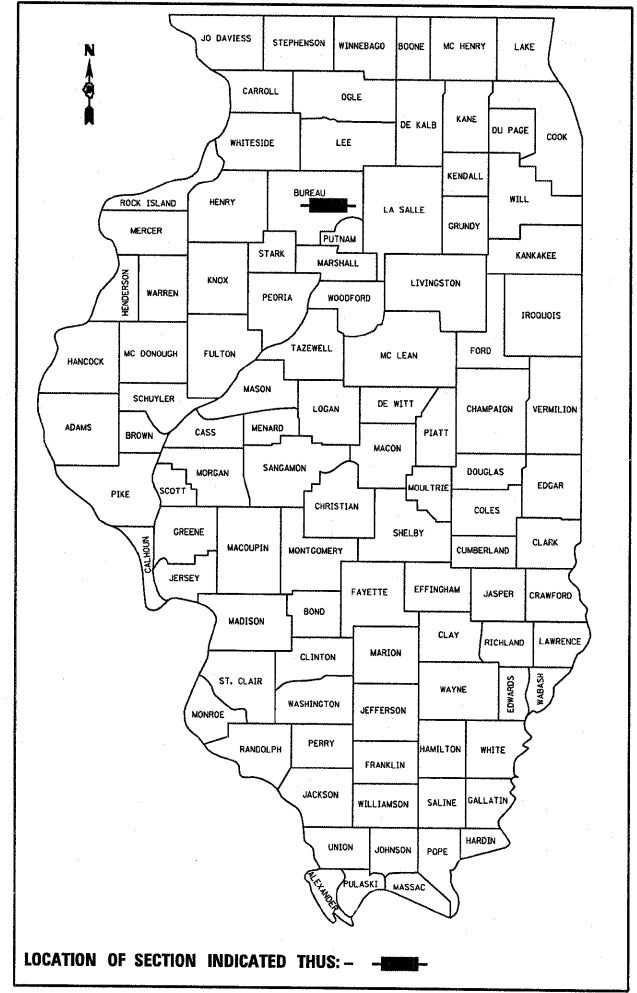 JO DAVIESS
STEPHENSON
WINNEBAGO
BOONE
MC HENRY
LAKE
N
CARROLL
OGLE
DE KALB
KANE
DU PAGE
COOK
WHITESIDE
LEE
KENDALL
WILL
BUREAU
LA SALLE
ROCK ISLAND
HENRY
GRUNDY
MERCER
PUTNAM
STARK
MARSHALL
KANKAKEE
HENDERSON
WARREN
KNOX
PEORIA
WOODFORD
LIVINGSTON
IROQUOIS
HANCOCK
MC DONOUGH
FULTON
TAZEWELL
MC LEAN
FORD
SCHUYLER
MASON
LOGAN
DE WITT
CHAMPAIGN
VERMILION
ADAMS
BROWN
CASS
MENARD
MACON
PIATT
MORGAN
SANGAMON
DOUGLAS
EDGAR
PIKE
SCOTT
CHRISTIAN
MOULTRIE
COLES
GREENE
MACOUPIN
MONTGOMERY
SHELBY
CUMBERLAND
CLARK
CALHOUN
JERSEY
FAYETTE
EFFINGHAM
JASPER
CRAWFORD
MADISON
BOND
CLAY
RICHLAND
LAWRENCE
CLINTON
MARION
ST. CLAIR
WAYNE
EDWARDS
WABASH
MONROE
WASHINGTON
JEFFERSON
RANDOLPH
PERRY
HAMILTON
WHITE
FRANKLIN
JACKSON
WILLIAMSON
SALINE
GALLATIN
UNION
JOHNSON
POPE
HARDIN
ALEXANDER
PULASKI
MASSAC
LOCATION OF SECTION INDICATED THUS: –